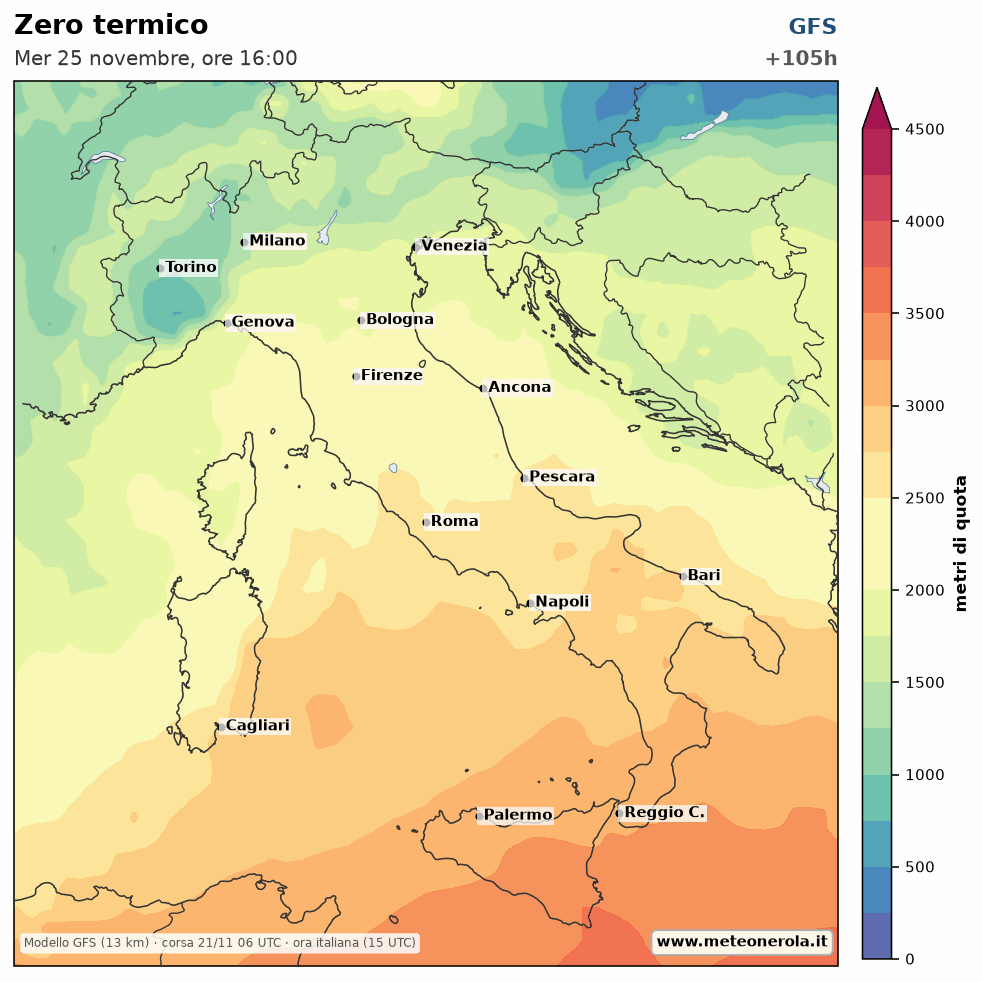 Zero termico
GFS
Mer 25 novembre, ore 16:00
+105h
4500
4000
3500
3000
2500
2000
1500
1000
500
0
metri di quota
Milano
Venezia
Torino
Genova
Bologna
Firenze
Ancona
Pescara
Roma
Bari
Napoli
Cagliari
Palermo
Reggio C.
Modello GFS (13 km) · corsa 21/11 06 UTC · ora italiana (15 UTC)
www.meteonerola.it